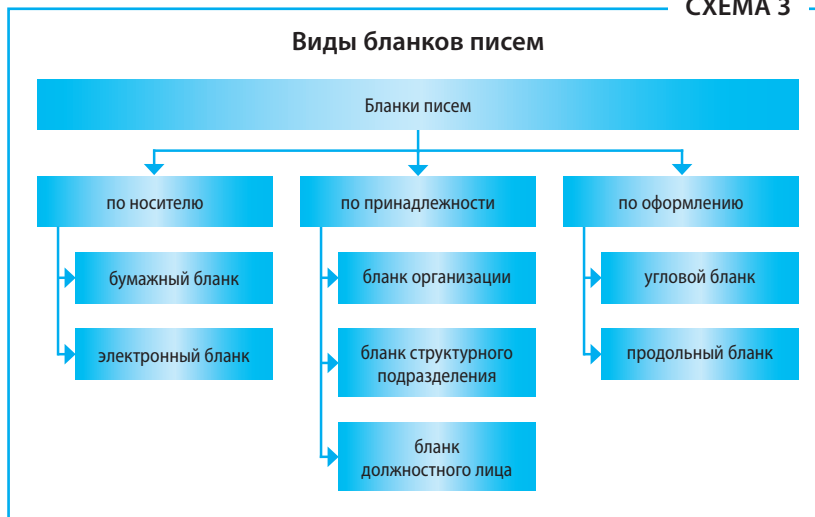 СХЕМА 3
Виды бланков писем
Бланки писем
по носителю
бумажный бланк
электронный бланк
по принадлежности
бланк организации
бланк структурного
подразделения
бланк
должностного лица
по оформлению
угловой бланк
продольный бланк